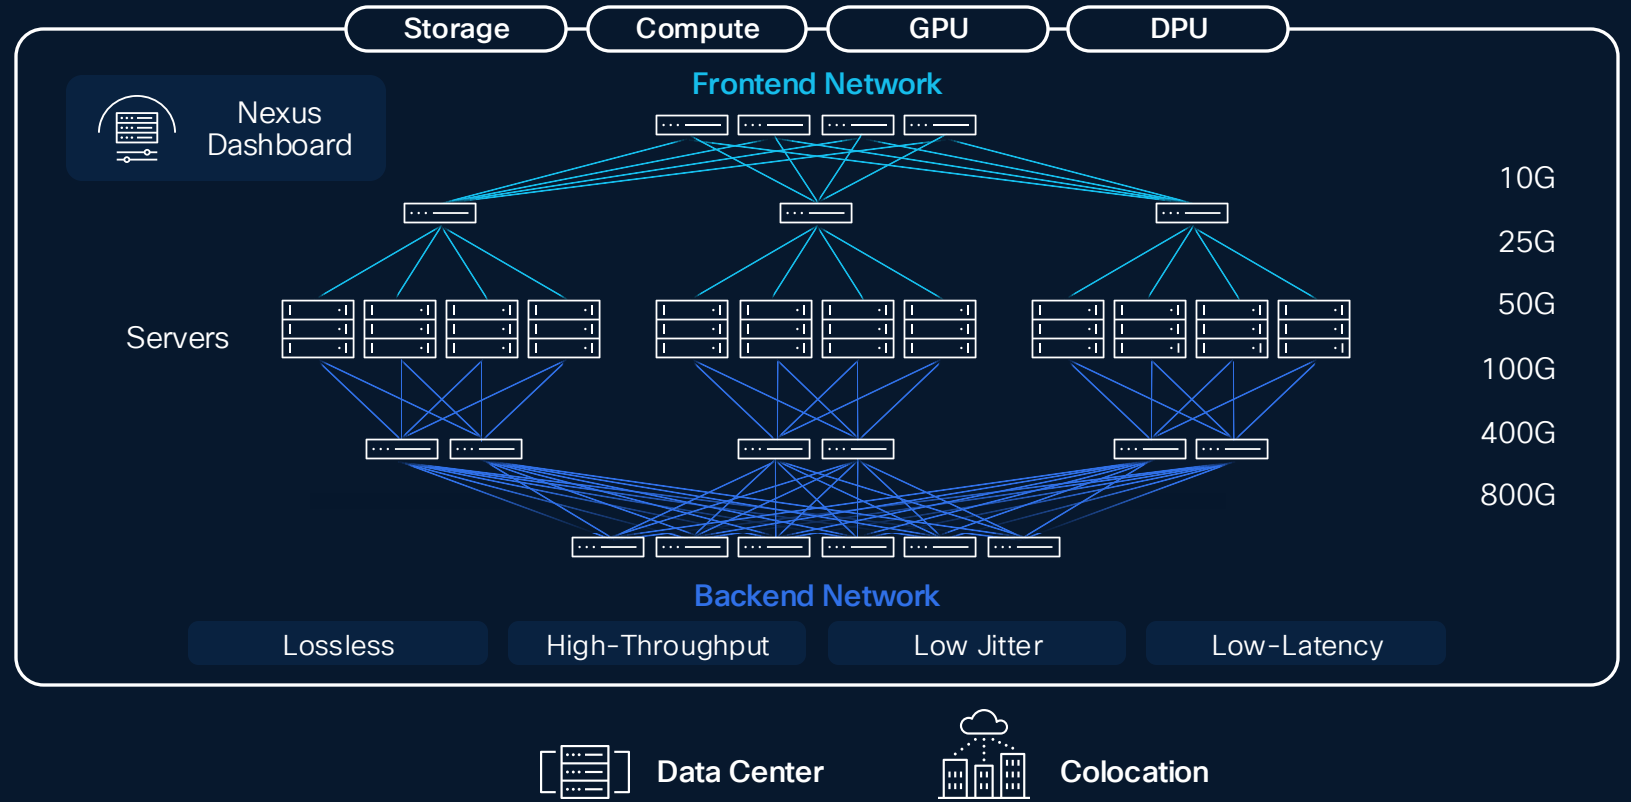 Storage
Compute
GPU
DPU
Nexus
Dashboard
Frontend Network
10G
25G
50G
100G
400G
800G
Servers
Backend Network
Lossless
High-Throughput
Low Jitter
Low-Latency
Data Center
Colocation